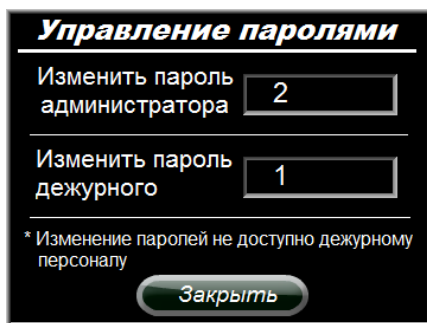 Управление паролями
Изменить пароль
администратора
2
Изменить пароль
дежурного
1
* Изменение паролей не доступно дежурному
персоналу
Закрыть